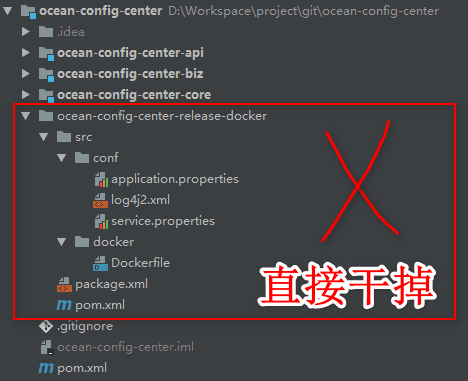 ocean-config-center D:\Workspace\project\git\ocean-config-center
.idea
ocean-config-center-api
ocean-config-center-biz
ocean-config-center-core
ocean-config-center-release-docker
src
conf
application.properties
log4j2.xml
service.properties
docker
Dockerfile
package.xml
pom.xml
直接干掉
.gitignore
ocean-config-center.iml
pom.xml